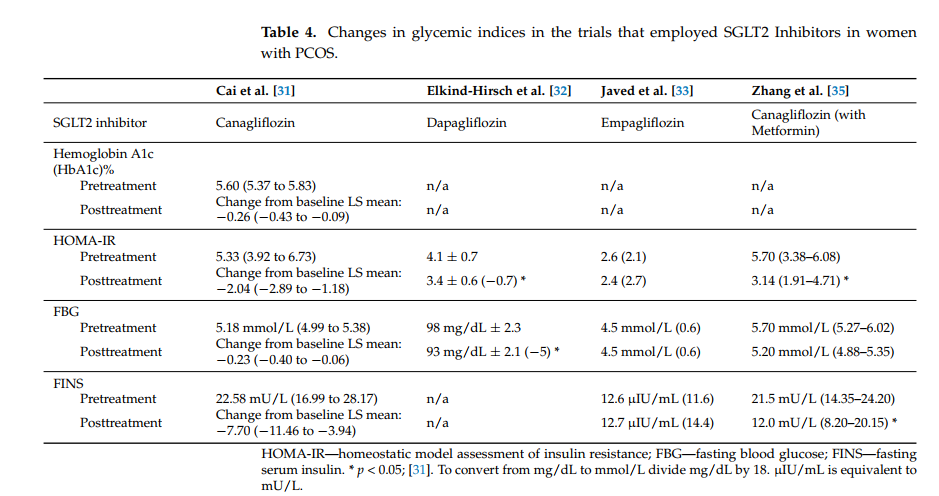 Table 4. Changes in glycemic indices in the trials that employed SGLT2 Inhibitors in women
with PCOS.
Cai et al. [31] Elkind-Hirsch et al. [32] Javed et al. [33] Zhang et al. [35]
SGLT2 inhibitor Canagliflozin Dapagliflozin Empagliflozin Canagliflozin (with
Metformin)
Hemoglobin A1c
(HbA1c)%
Pretreatment 5.60 (5.37 to 5.83) n/a n/a n/a
Posttreatment Change from baseline LS mean:
−0.26 (−0.43 to −0.09) n/a n/a n/a
HOMA-IR
Pretreatment 5.33 (3.92 to 6.73) 4.1 ± 0.7 2.6 (2.1) 5.70 (3.38–6.08)
Posttreatment Change from baseline LS mean:
−2.04 (−2.89 to −1.18) 3.4 ± 0.6 (−0.7) * 2.4 (2.7) 3.14 (1.91–4.71) *
FBG
Pretreatment 5.18 mmol/L (4.99 to 5.38) 98 mg/dL ± 2.3 4.5 mmol/L (0.6) 5.70 mmol/L (5.27–6.02)
Posttreatment Change from baseline LS mean:
−0.23 (−0.40 to −0.06) 93 mg/dL ± 2.1 (−5) * 4.5 mmol/L (0.6) 5.20 mmol/L (4.88–5.35)
FINS
Pretreatment 22.58 mU/L (16.99 to 28.17) n/a 12.6 µIU/mL (11.6) 21.5 mU/L (14.35–24.20)
Posttreatment Change from baseline LS mean:
−7.70 (−11.46 to −3.94) n/a 12.7 µIU/mL (14.4) 12.0 mU/L (8.20–20.15) *
HOMA-IR—homeostatic model assessment of insulin resistance; FBG—fasting blood glucose; FINS—fasting
serum insulin. * p < 0.05; [31]. To convert from mg/dL to mmol/L divide mg/dL by 18. µIU/mL is equivalent to
mU/L.